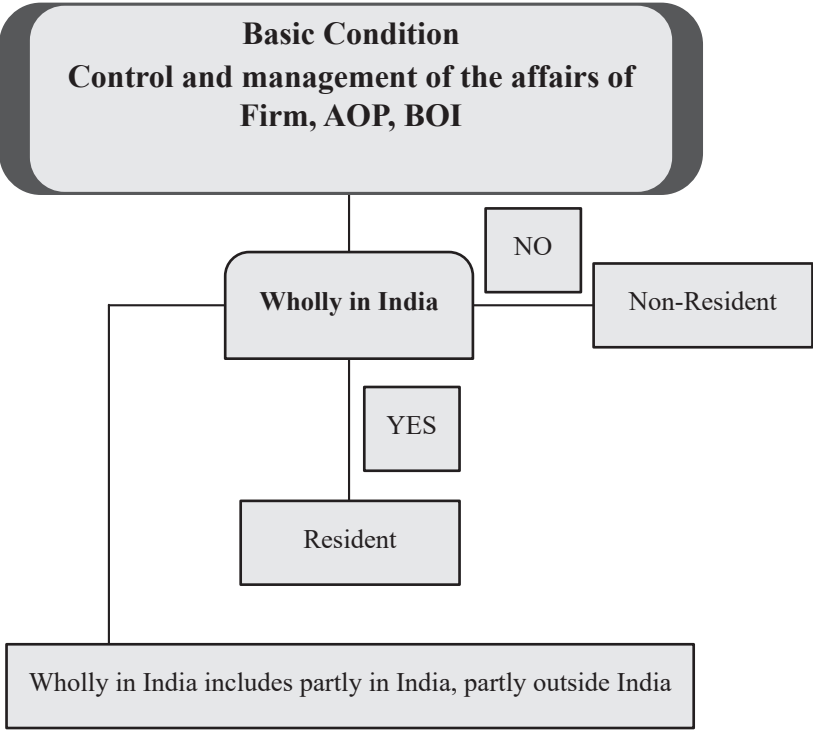 Basic Condition
Control and management of the affairs of
Firm, AOP, BOI
NO
Wholly in India
Non-Resident
YES
Resident
Wholly in India includes partly in India, partly outside India